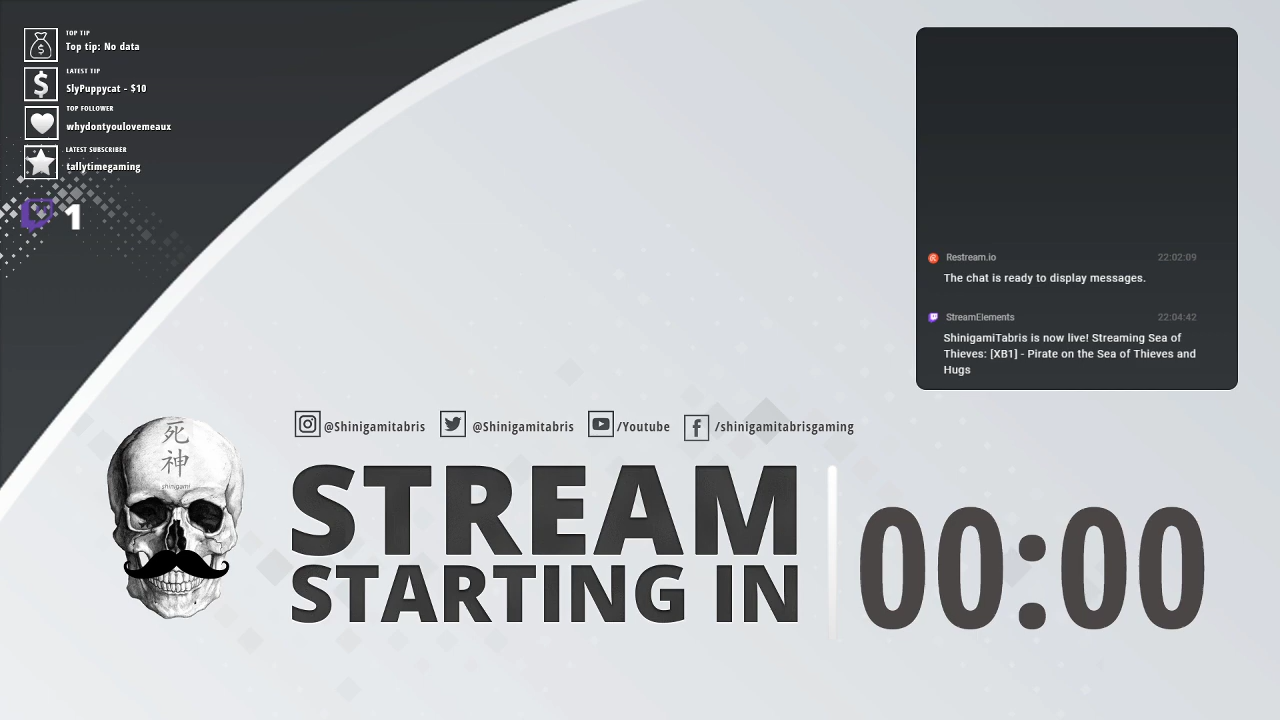 TOP TIP
Top tip: No data
LATEST TIP
SlyPuppycat - $10
TOP FOLLOWER
whydontyoulovemeaux
LATEST SUBSCRIBER
tallytimegaming
1
Restream.io 22:02:09
The chat is ready to display messages.
StreamElements 22:04:42
ShinigamiTabris is now live! Streaming Sea of
Thieves: [XB1] - Pirate on the Sea of Thieves and
Hugs
@Shinigamitabris @Shinigamitabris /Youtube /shinigamitabrisgaming
死
神
shinigami
STREAM
STARTING IN
00:00